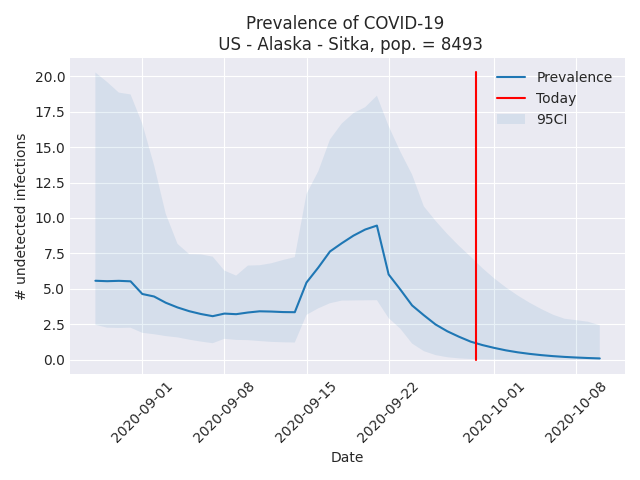 Prevalence of COVID-19
US - Alaska - Sitka, pop. = 8493
# undetected infections
20.0
17.5
15.0
12.5
10.0
7.5
5.0
2.5
0.0
Prevalence
Today
95CI
2020-09-01
2020-09-08
2020-09-15
2020-09-22
2020-10-01
2020-10-08
Date